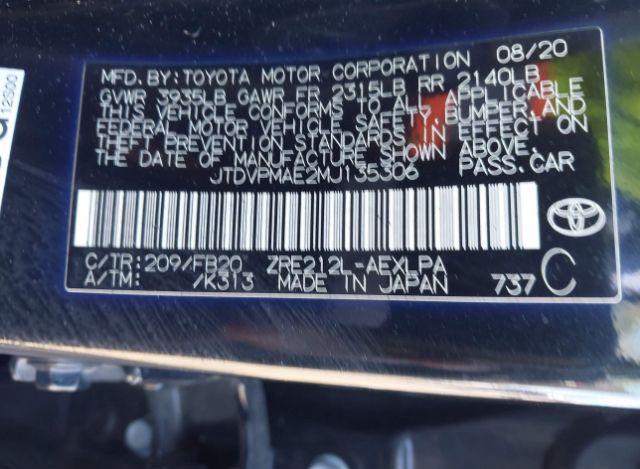 MFD. BY: TOYOTA MOTOR CORPORATION 08/20
GVWR 3935LB GAWR FR 2315LB RR 2140LB
THIS VEHICLE CONFORMS TO ALL APPLICABLE
FEDERAL MOTOR VEHICLE SAFETY, BUMPER, AND
THEFT PREVENTION STANDARDS IN EFFECT ON
THE DATE OF MANUFACTURE SHOWN ABOVE.
JTDVPMAE2MJ135306 PASS. CAR
C/TR: 209/FB20 ZRE212L-AEXLPA
A/TM: /K313 MADE IN JAPAN 737 C
12S00